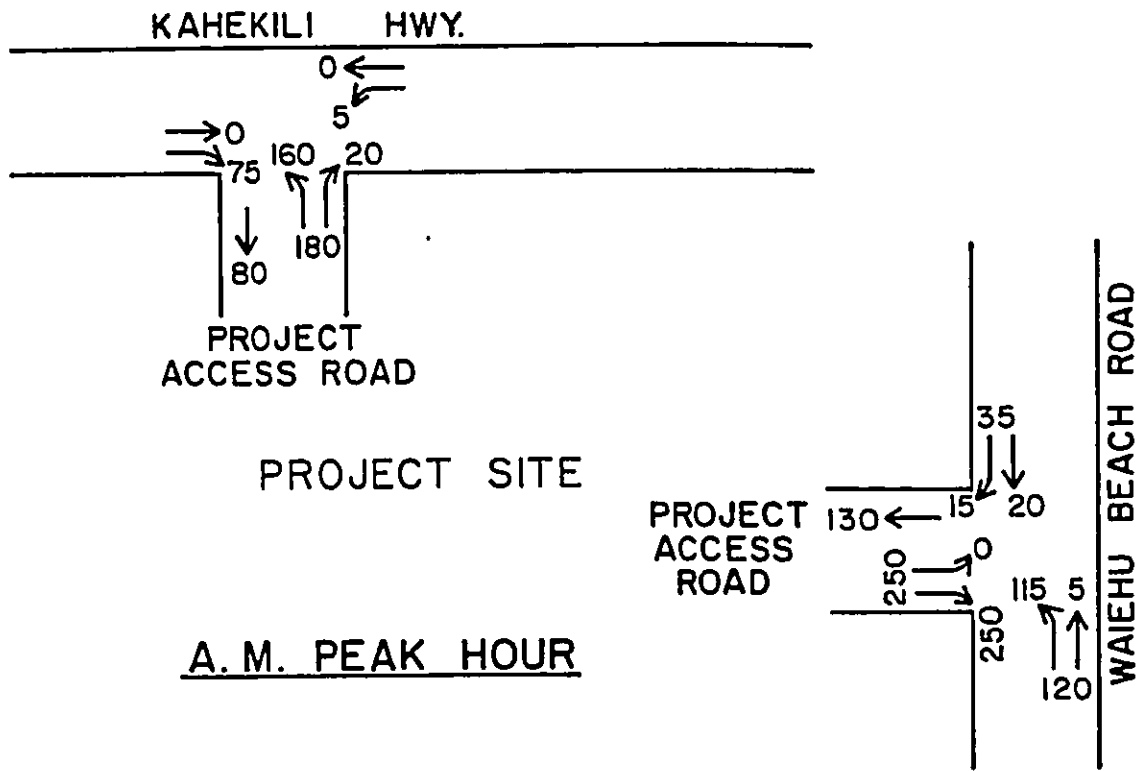 KAHEKILI HWY.
0
5
0
160 20
75
180
80
PROJECT
ACCESS ROAD
PROJECT SITE
A.M. PEAK HOUR
35
15 20
130
PROJECT
ACCESS
ROAD
0
250
115 5
250
120
WAIEHU BEACH ROAD